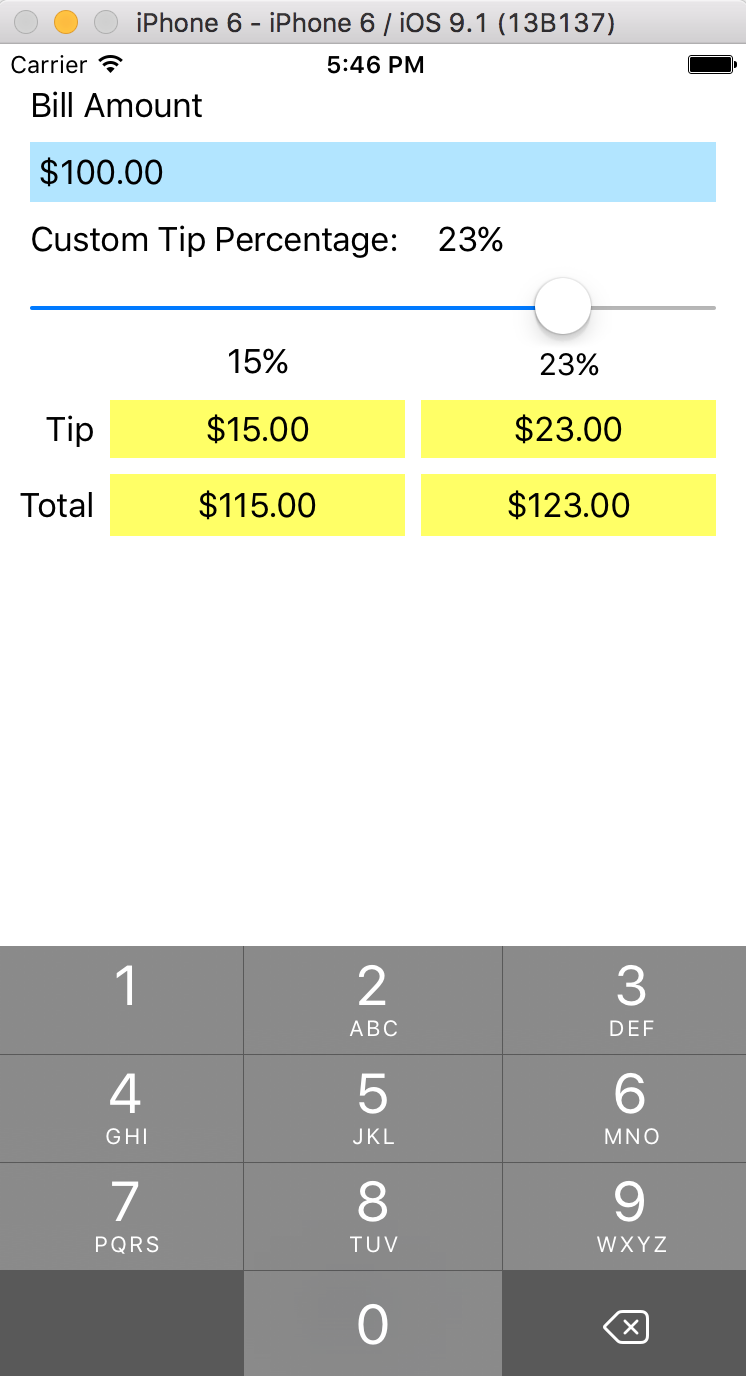 iPhone 6 - iPhone 6 / iOS 9.1 (13B137)
Carrier 5:46 PM
Bill Amount
$100.00
Custom Tip Percentage: 23%
15% 23%
Tip $15.00 $23.00
Total $115.00 $123.00
1 2 3
ABC DEF
4 5 6
GHI JKL MNO
7 8 9
PQRS TUV WXYZ
0